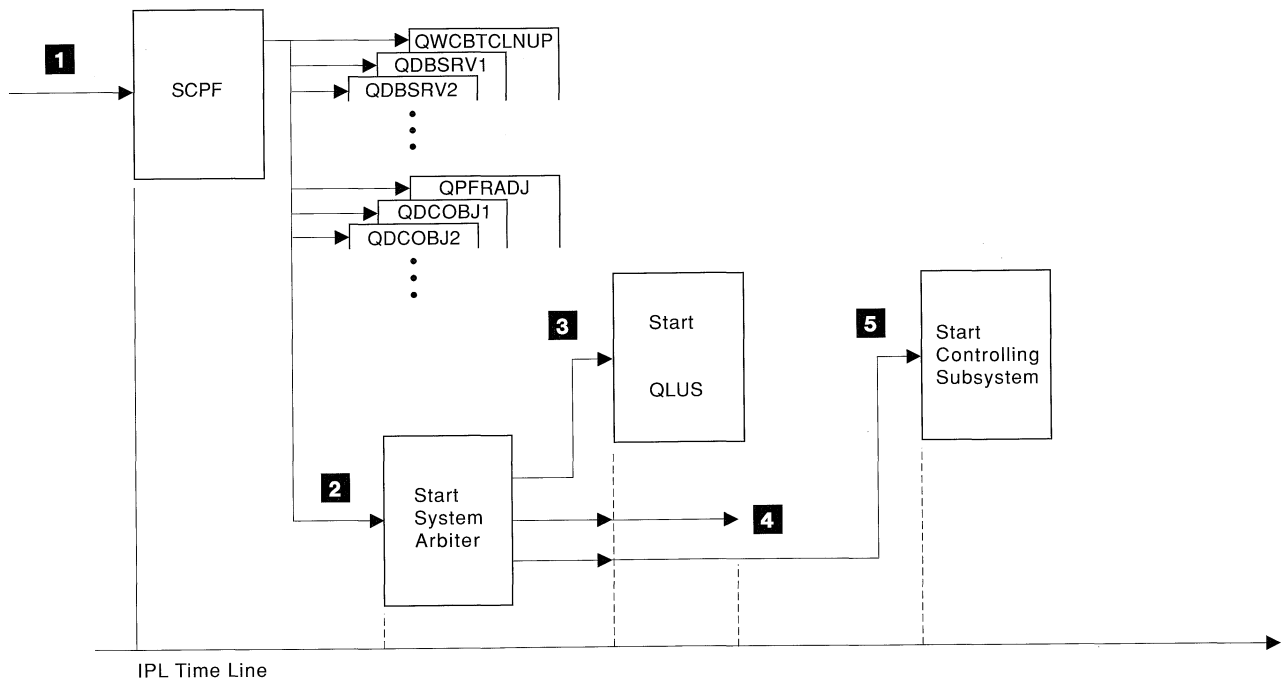 1
SCPF
QWCBTCLNUP
QDBSRV1
QDBSRV2
QPFRADJ
QDCOBJ1
QDCOBJ2
2
Start
System
Arbiter
3
Start
QLUS
4
5
Start
Controlling
Subsystem
IPL Time Line